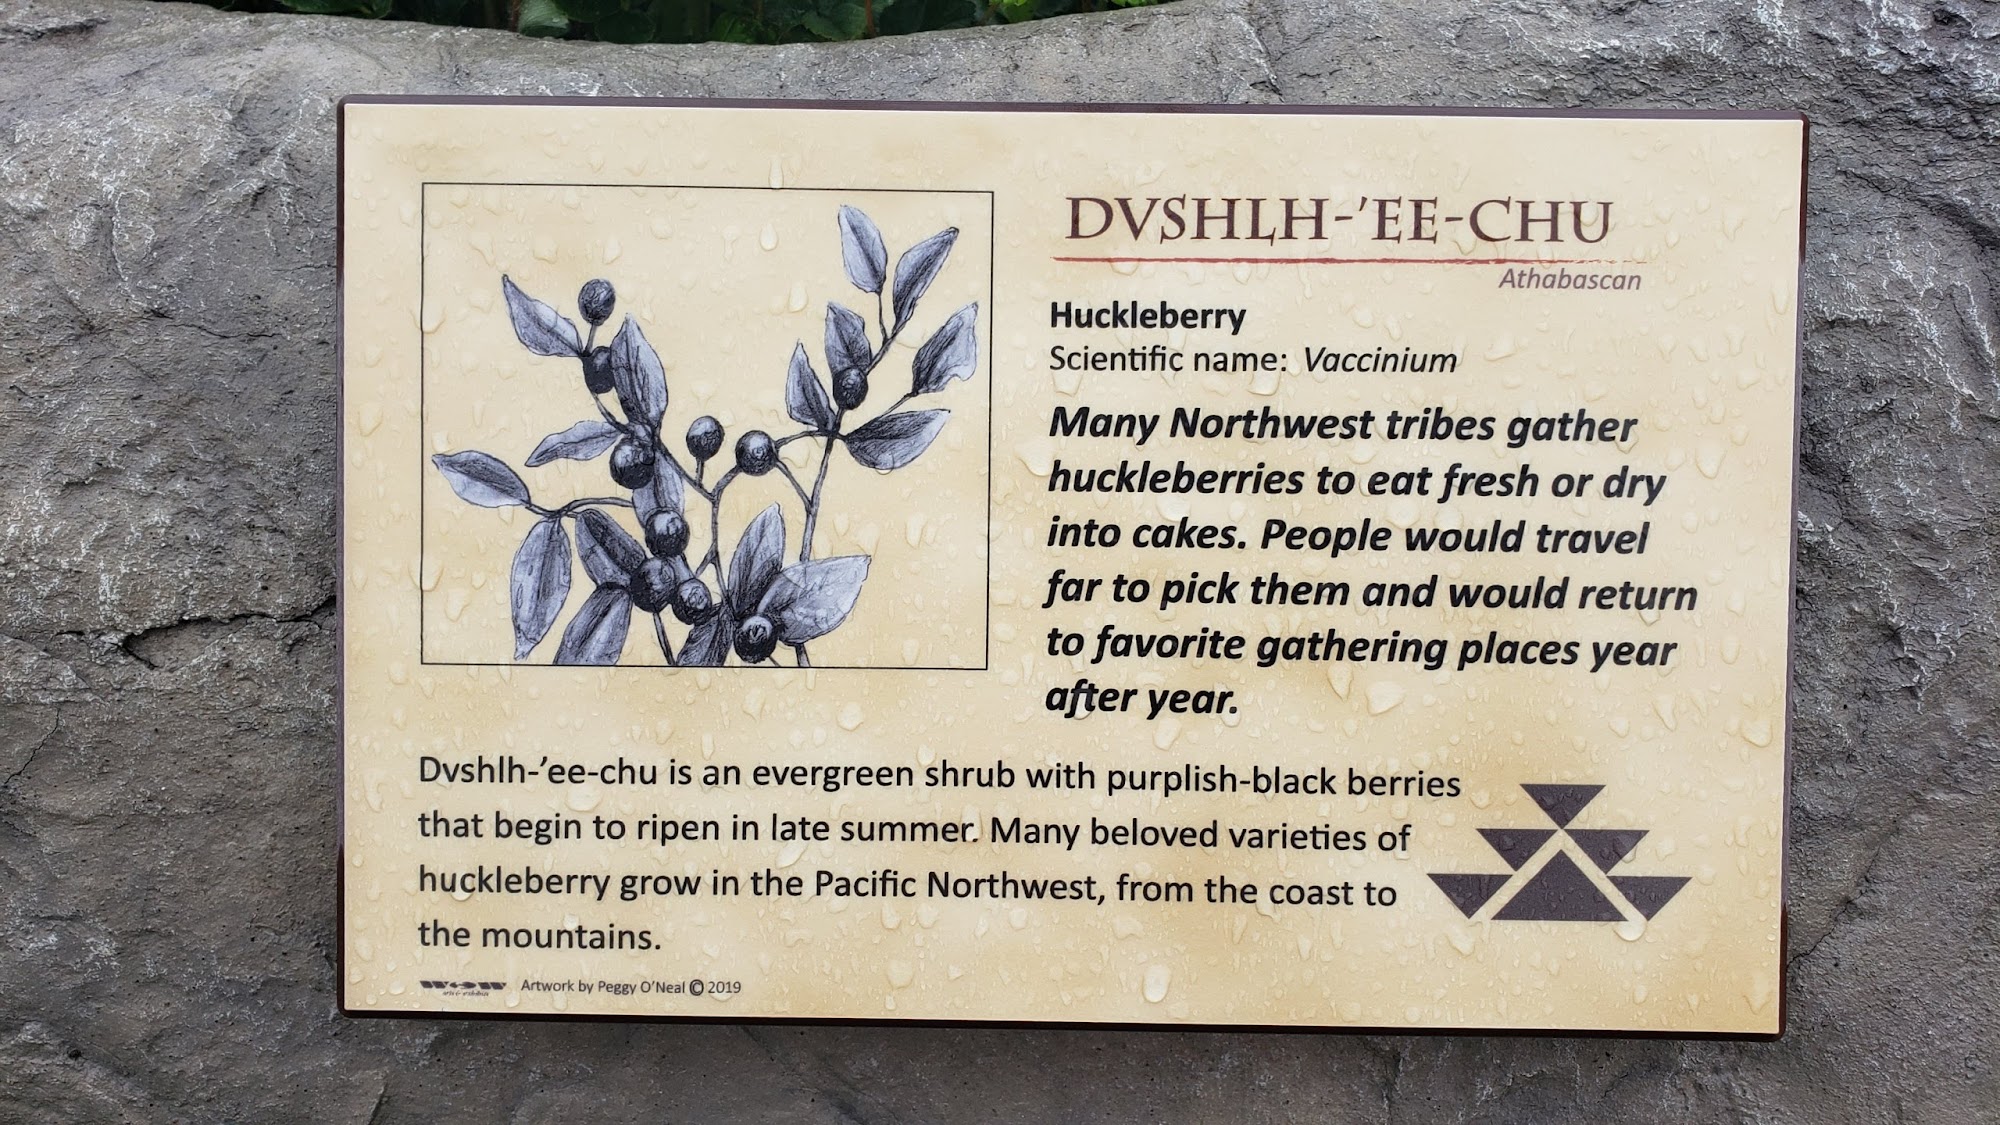 DVSHLH-'EE-CHU
Athabascan
Huckleberry
Scientific name: Vaccinium
Many Northwest tribes gather
huckleberries to eat fresh or dry
into cakes. People would travel
far to pick them and would return
to favorite gathering places year
after year.
Dvshlh-’ee-chu is an evergreen shrub with purplish-black berries
that begin to ripen in late summer. Many beloved varieties of
huckleberry grow in the Pacific Northwest, from the coast to
the mountains.
Artwork by Peggy O’Neal © 2019